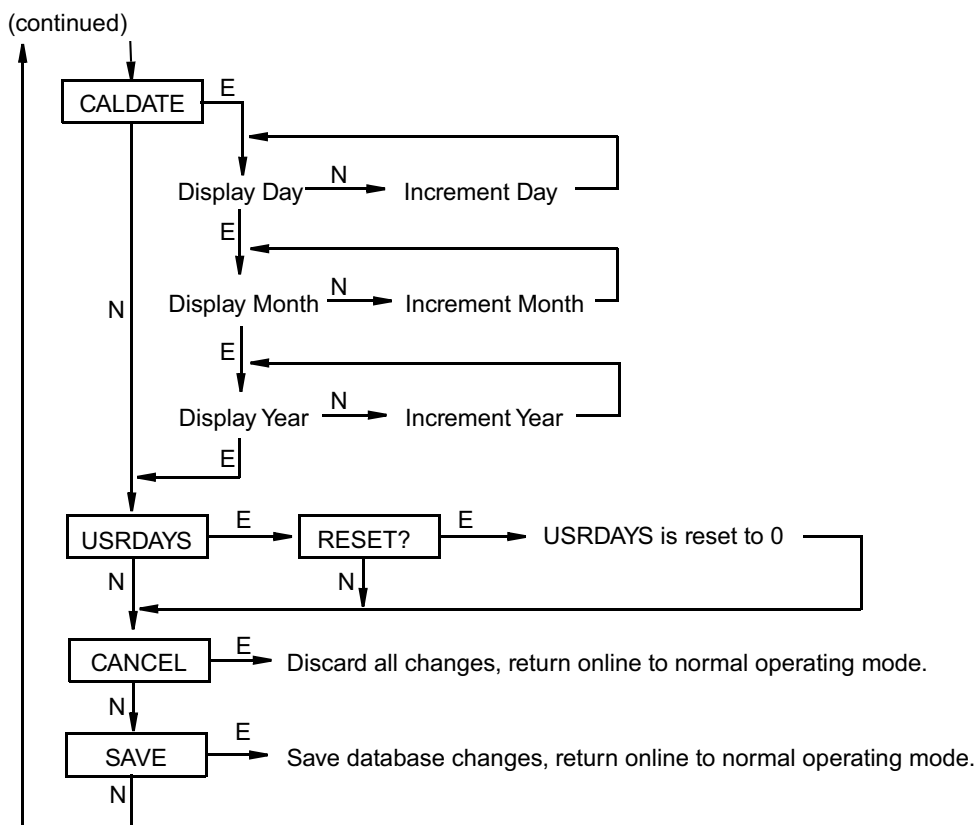 (continued)
CALDATE
E
Display Day
N
Increment Day
E
Display Month
N
Increment Month
N
E
Display Year
N
Increment Year
E
USRDAYS
E
RESET?
E
USRDAYS is reset to 0
N
N
CANCEL
E
Discard all changes, return online to normal operating mode.
N
SAVE
E
Save database changes, return online to normal operating mode.
N